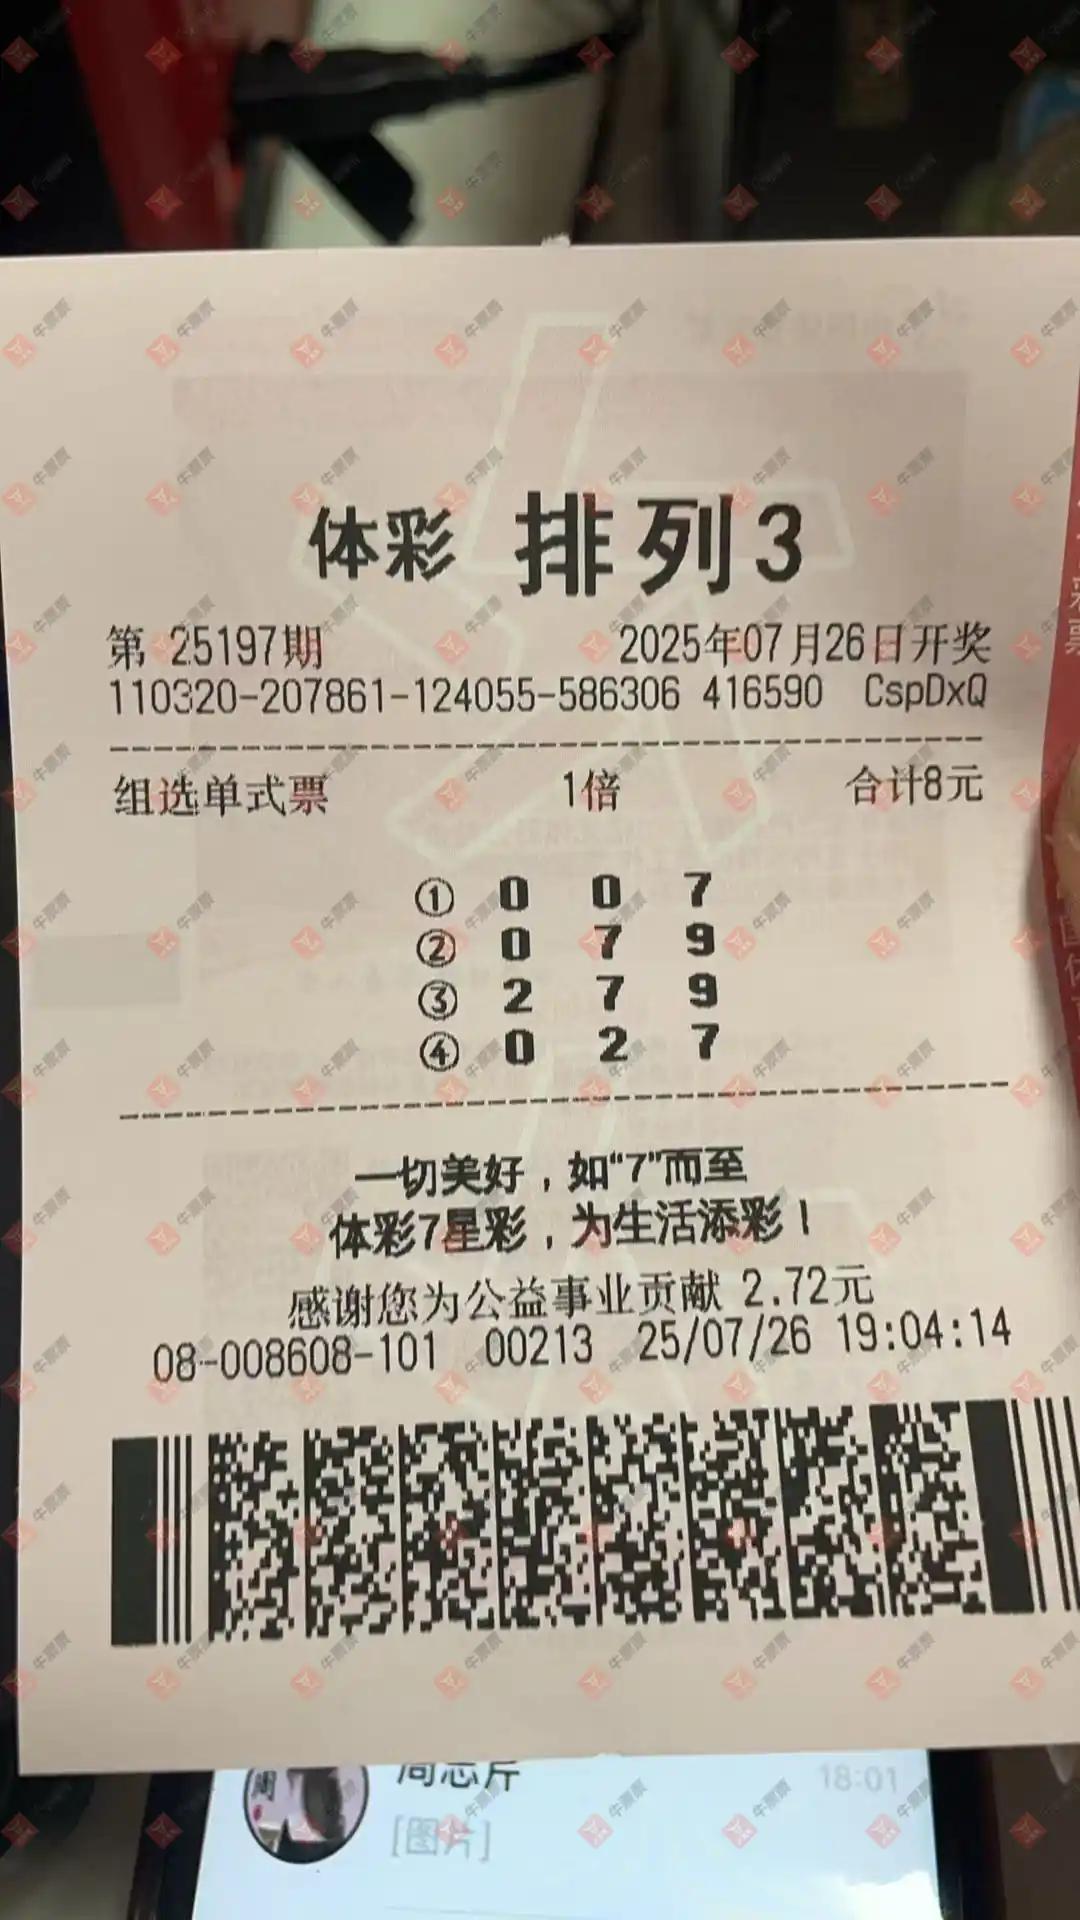 体彩 排列3
第 25197期 2025年07月26日开奖
110320-207861-124055-586306 416590 CspDxQ
组选单式票 1倍 合计8元
① 0 0 7
② 0 7 9
③ 2 7 9
④ 0 2 7
一切美好，如“7”而至
体彩7星彩，为生活添彩！
感谢您为公益事业贡献 2.72元
08-008608-101 00213 25/07/26 19:04:14
18:01
[图片]
牛票票